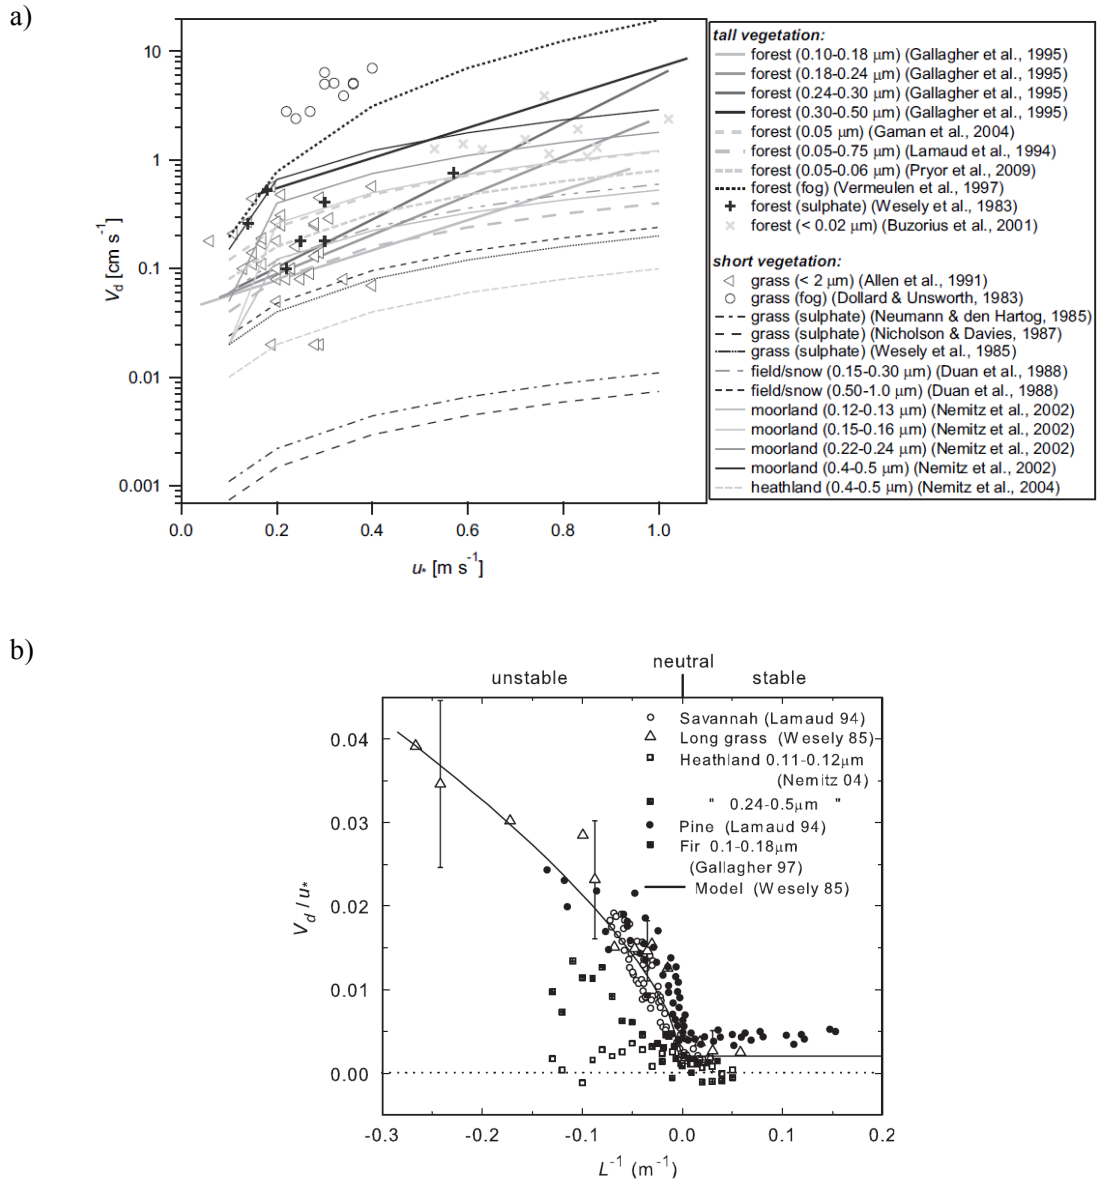 a)
10
1
0.1
0.01
0.001
V_d [cm s⁻¹]
0.0 0.2 0.4 0.6 0.8 1.0
u* [m s⁻¹]
tall vegetation:
forest (0.10-0.18 μm) (Gallagher et al., 1995)
forest (0.18-0.24 μm) (Gallagher et al., 1995)
forest (0.24-0.30 μm) (Gallagher et al., 1995)
forest (0.30-0.50 μm) (Gallagher et al., 1995)
forest (0.05 μm) (Gaman et al., 2004)
forest (0.05-0.75 μm) (Lamaud et al., 1994)
forest (0.05-0.06 μm) (Pryor et al., 2009)
forest (fog) (Vermeulen et al., 1997)
forest (sulphate) (Wesely et al., 1983)
forest (< 0.02 μm) (Buzorius et al., 2001)
short vegetation:
grass (< 2 μm) (Allen et al., 1991)
grass (fog) (Dollard & Unsworth, 1983)
grass (sulphate) (Neumann & den Hartog, 1985)
grass (sulphate) (Nicholson & Davies, 1987)
grass (sulphate) (Wesely et al., 1985)
field/snow (0.15-0.30 μm) (Duan et al., 1988)
field/snow (0.50-1.0 μm) (Duan et al., 1988)
moorland (0.12-0.13 μm) (Nemitz et al., 2002)
moorland (0.15-0.16 μm) (Nemitz et al., 2002)
moorland (0.22-0.24 μm) (Nemitz et al., 2002)
moorland (0.4-0.5 μm) (Nemitz et al., 2002)
heathland (0.4-0.5 μm) (Nemitz et al., 2004)
b)
unstable neutral stable
0.04
0.03
0.02
0.01
0.00
V_d / u*
Savannah (Lamaud 94)
Long grass (Wesely 85)
Heathland 0.11-0.12μm
(Nemitz 04)
" 0.24-0.5μm "
Pine (Lamaud 94)
Fir 0.1-0.18μm
(Gallagher 97)
Model (Wesely 85)
-0.3 -0.2 -0.1 0.0 0.1 0.2
L⁻¹ (m⁻¹)